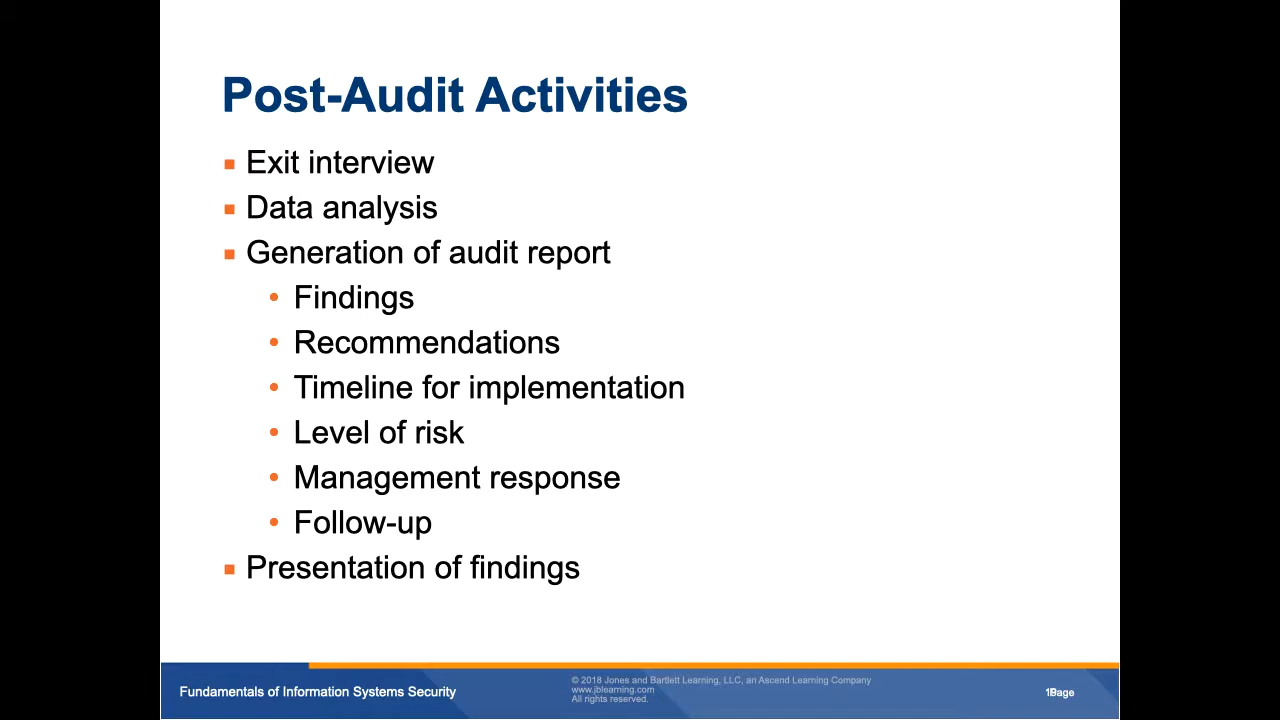 Post-Audit Activities
Exit interview
Data analysis
Generation of audit report
Findings
Recommendations
Timeline for implementation
Level of risk
Management response
Follow-up
Presentation of findings
Fundamentals of Information Systems Security
© 2018 Jones and Bartlett Learning, LLC, an Ascend Learning Company
www.jblearning.com
All rights reserved.